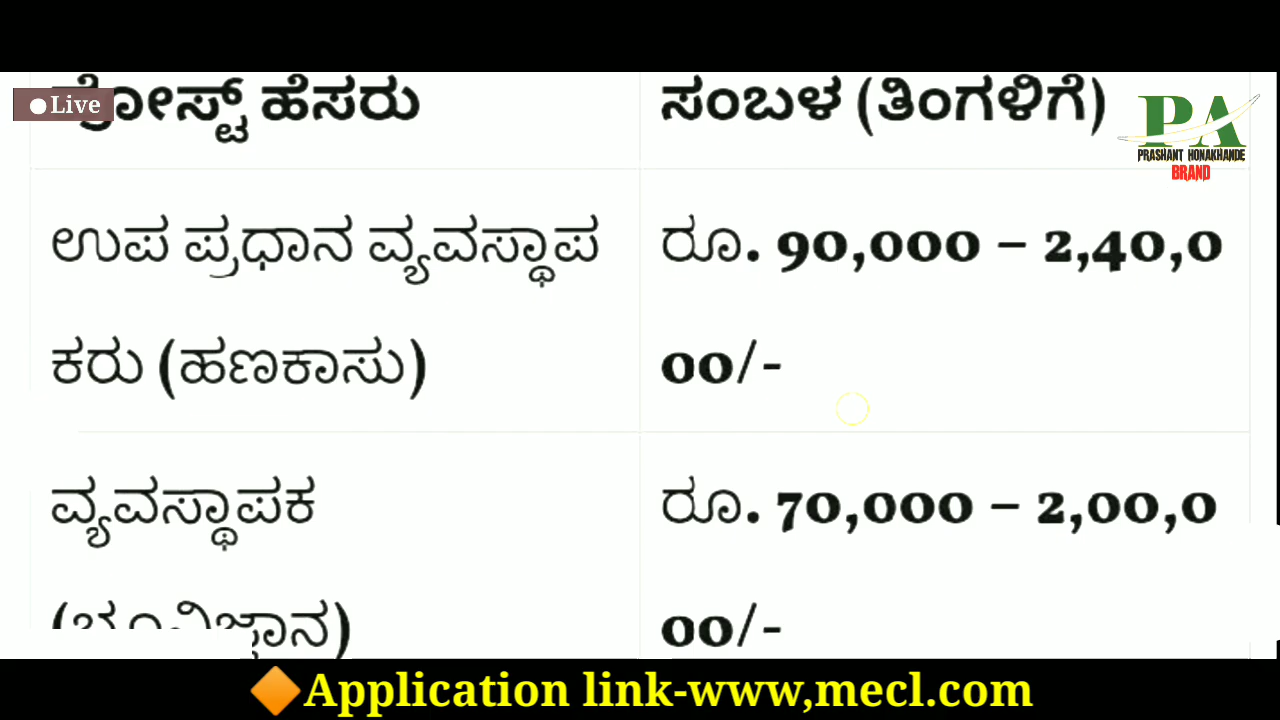 ಪೋಸ್ಟ್ ಹೆಸರು
ಸಂಬಳ (ತಿಂಗಳಿಗೆ)
Live
PA
PRASHANT HONAKHANDE
BRAND
ಉಪ ಪ್ರಧಾನ ವ್ಯವಸ್ಥಾಪ
ಕರು (ಹಣಕಾಸು)
ರೂ. 90,000 – 2,40,0
00/-
ವ್ಯವಸ್ಥಾಪಕ
(ಭೂವಿಜ್ಞಾನ)
ರೂ. 70,000 – 2,00,0
00/-
🔶Application link-www,mecl.com